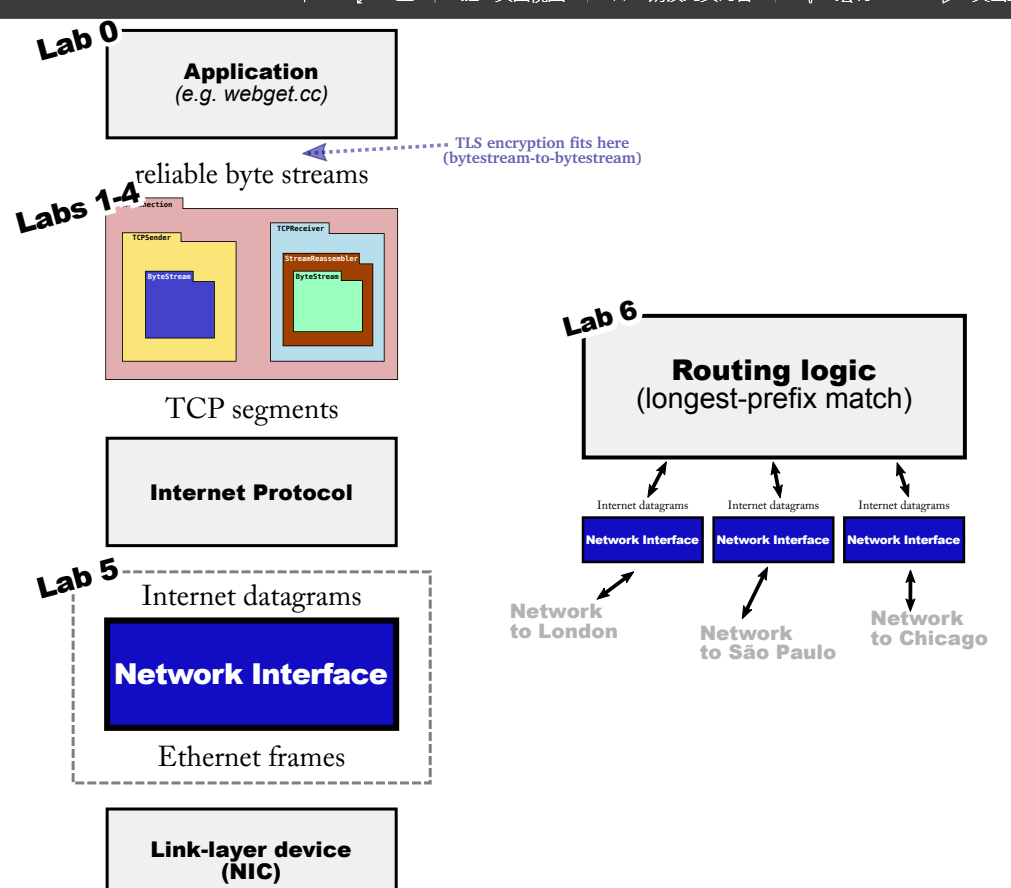 Lab 0
Application
(e.g. webget.cc)
TLS encryption fits here
(bytestream-to-bytestream)
reliable byte streams
Labs 1-4
nection
TCPSender
ByteStream
TCPReceiver
StreamReassembler
ByteStream
TCP segments
Internet Protocol
Lab 5
Internet datagrams
Network Interface
Ethernet frames
Link-layer device
(NIC)
Lab 6
Routing logic
(longest-prefix match)
Internet datagrams
Internet datagrams
Internet datagrams
Network Interface
Network Interface
Network Interface
Network
to London
Network
to São Paulo
Network
to Chicago